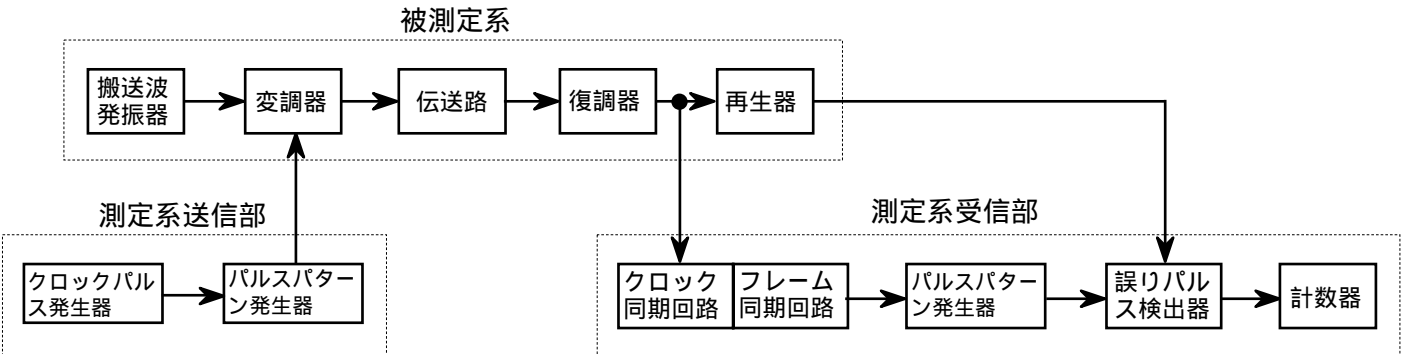 被測定系
搬送波
発振器
変調器
伝送路
復調器
再生器
測定系送信部
クロックパル
ス発生器
パルスパター
ン発生器
測定系受信部
クロック
同期回路
フレーム
同期回路
パルスパター
ン発生器
誤りパル
ス検出器
計数器